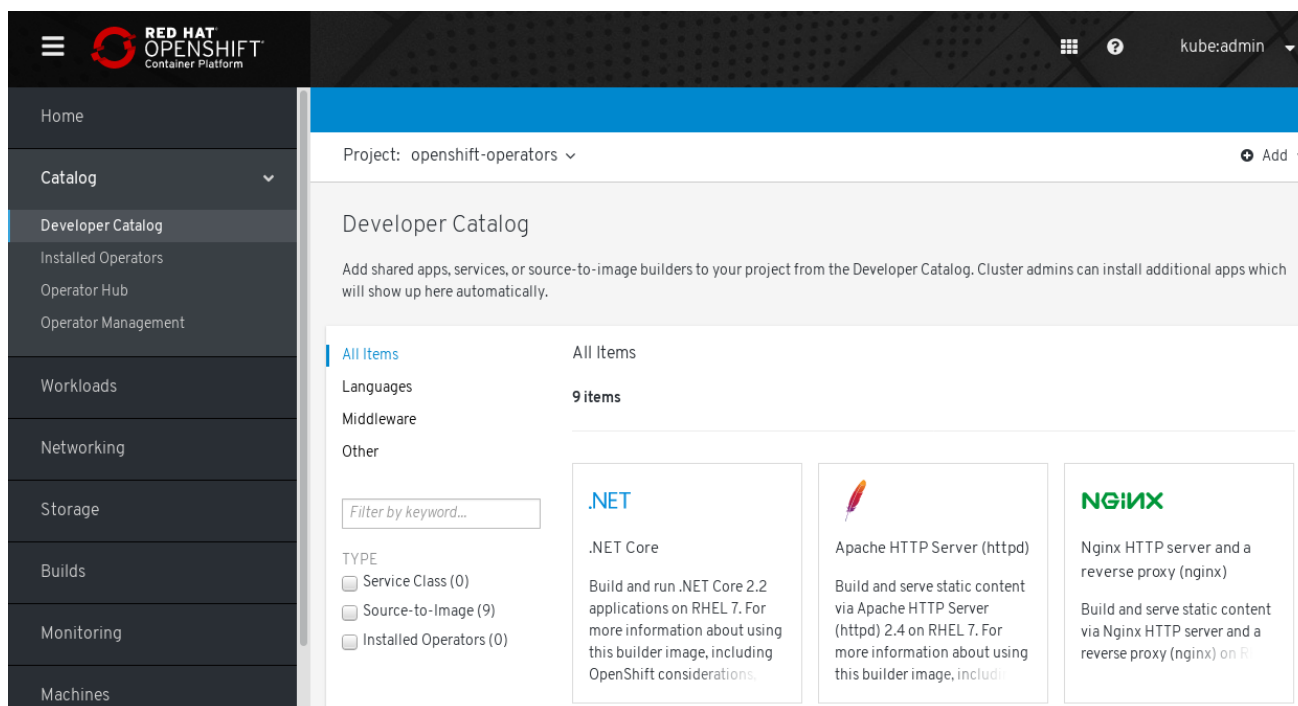 RED HAT
OPENSHIFT
Container Platform
kube:admin
Home
Catalog
Developer Catalog
Installed Operators
Operator Hub
Operator Management
Workloads
Networking
Storage
Builds
Monitoring
Machines
Project: openshift-operators
Add
Developer Catalog
Add shared apps, services, or source-to-image builders to your project from the Developer Catalog. Cluster admins can install additional apps which
will show up here automatically.
All Items
Languages
Middleware
Other
Filter by keyword...
TYPE
Service Class (0)
Source-to-Image (9)
Installed Operators (0)
All Items
9 items
.NET
.NET Core
Build and run .NET Core 2.2
applications on RHEL 7. For
more information about using
this builder image, including
OpenShift considerations,
Apache HTTP Server (httpd)
Build and serve static content
via Apache HTTP Server
(httpd) 2.4 on RHEL 7. For
more information about using
this builder image, includi
NGINX
Nginx HTTP server and a
reverse proxy (nginx)
Build and serve static content
via Nginx HTTP server and a
reverse proxy (nginx) on R